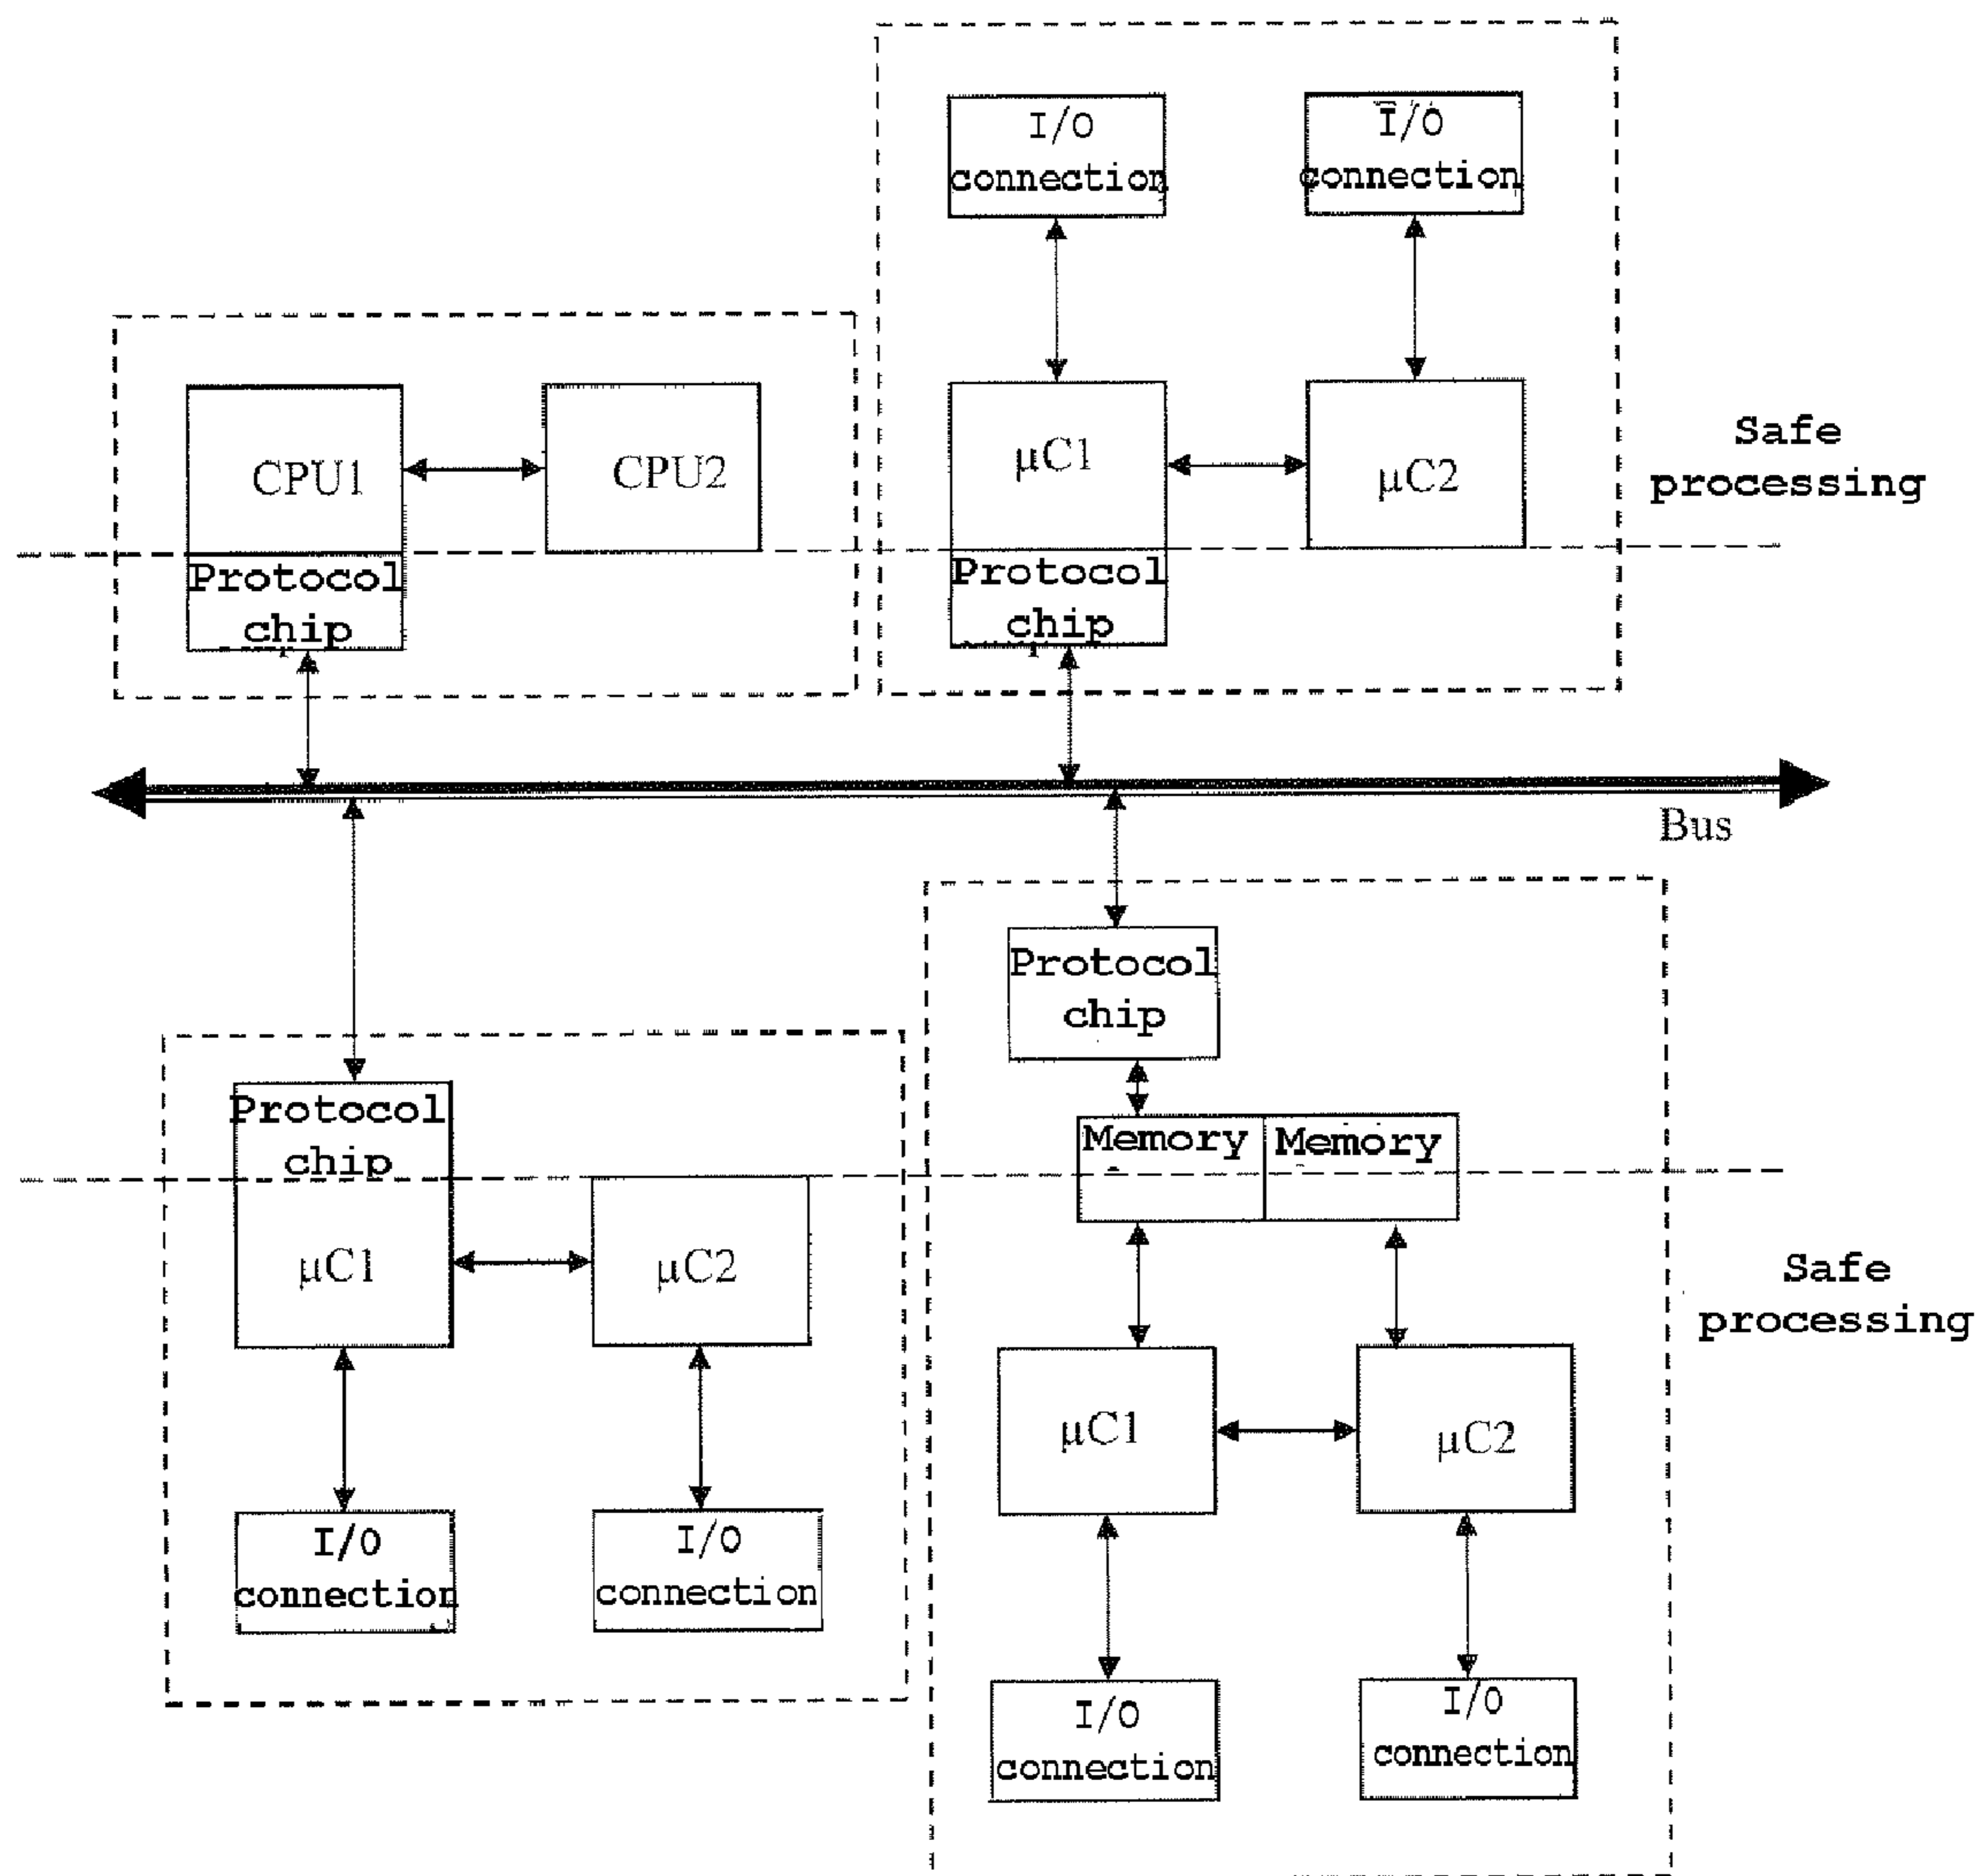 I/O
connection
I/O
connection
CPU1
CPU2
μC1
μC2
Safe
processing
Protocol
chip
Protocol
chip
Bus
Protocol
chip
Protocol
chip
Memory
Memory
μC1
μC2
Safe
processing
μC1
μC2
I/O
connection
I/O
connection
I/O
connection
I/O
connection